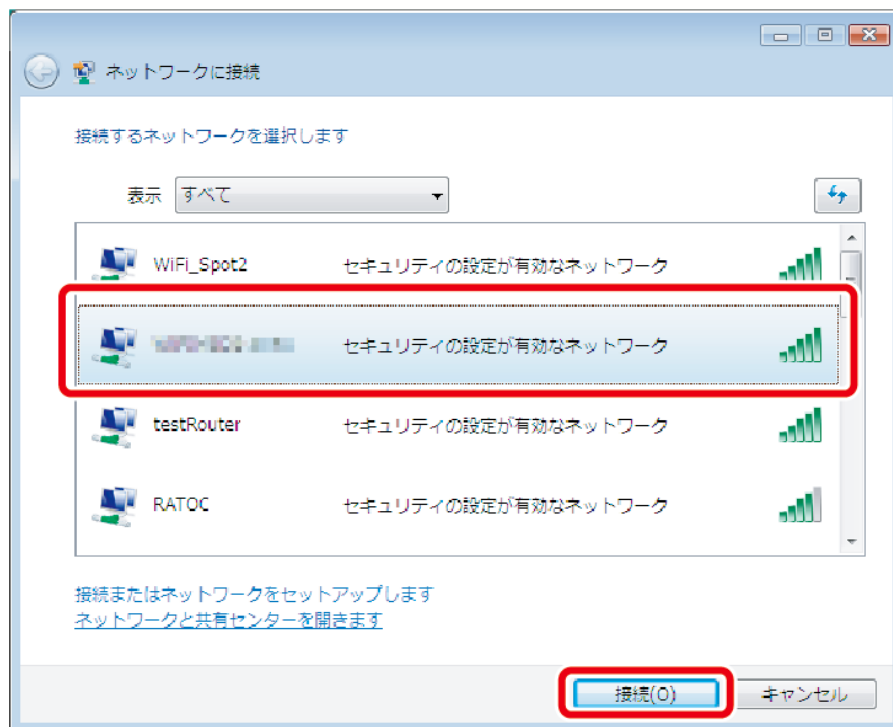 ネットワークに接続
接続するネットワークを選択します
表示 すべて
WiFi_Spot2 セキュリティの設定が有効なネットワーク
セキュリティの設定が有効なネットワーク
testRouter セキュリティの設定が有効なネットワーク
RATOC セキュリティの設定が有効なネットワーク
接続またはネットワークをセットアップします
ネットワークと共有センターを開きます
接続(O) キャンセル